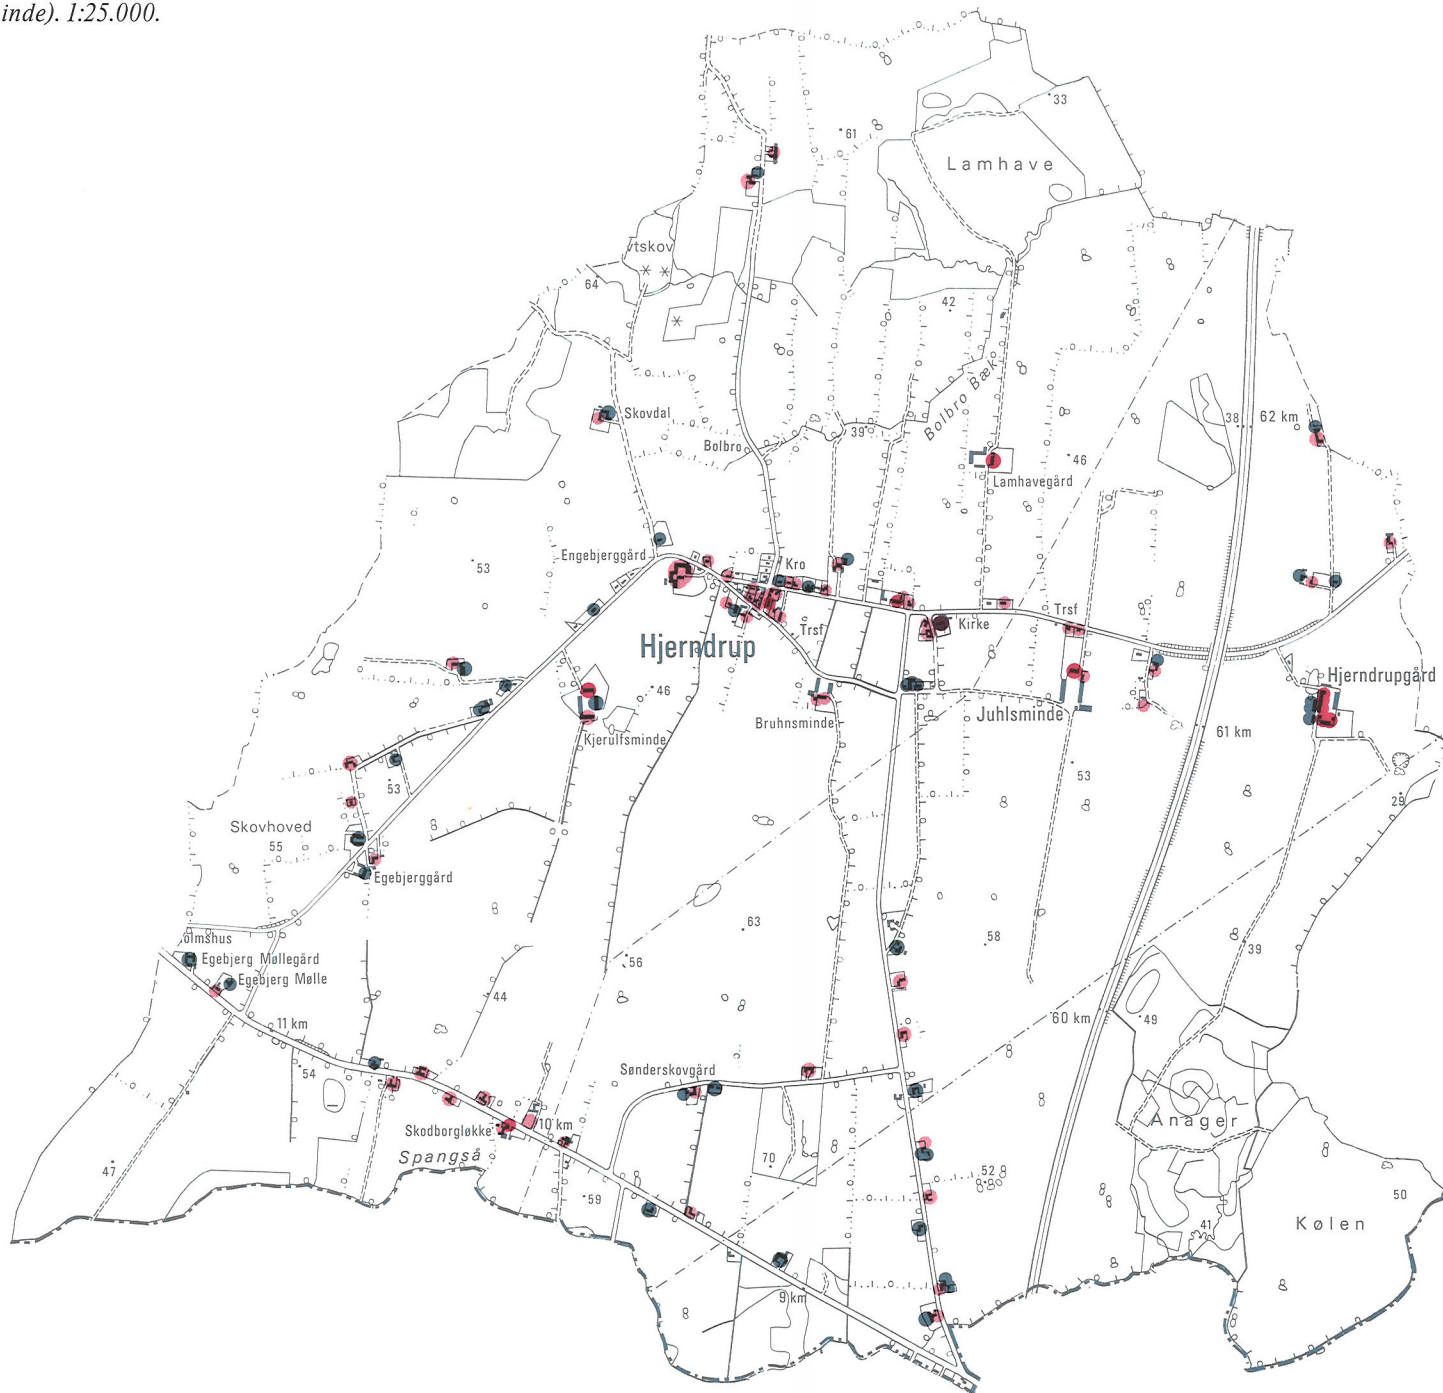 inde). 1:25.000.
33
61
Lamhave
vtskov
64
42
Bolbro Bæk
38
62 km
Skovdal
39
Bolbro
46
Lamhavegård
Engebjerggård
53
Kro
Trsf
Kirke
Trsf
Hjerndrup
46
Hjerndrupgård
Bruhnsminde
Juhlsminde
Kjerulfsminde
61 km
53
53
29
Skovhoved
55
Egebjerggård
63
58
39
olmshus
Egebjerg Møllegård
Egebjerg Mølle
56
44
11 km
60 km
49
54
Sønderskovgård
Anager
Skodborgløkke
10 km
Spangså
47
70
52
59
50
41
Kølen
9 km